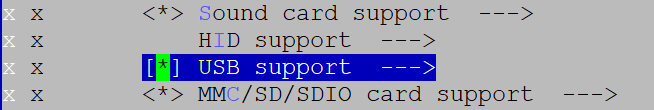 x x <*> Sound card support --->
x x HID support --->
x x [*] USB support --->
x x <*> MMC/SD/SDIO card support --->